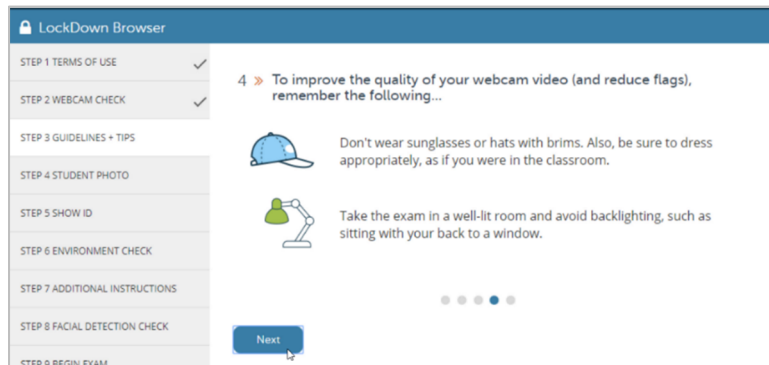 LockDown Browser
STEP 1 TERMS OF USE
STEP 2 WEBCAM CHECK
STEP 3 GUIDELINES + TIPS
STEP 4 STUDENT PHOTO
STEP 5 SHOW ID
STEP 6 ENVIRONMENT CHECK
STEP 7 ADDITIONAL INSTRUCTIONS
STEP 8 FACIAL DETECTION CHECK
STEP 9 BEGIN EXAM
4 » To improve the quality of your webcam video (and reduce flags),
remember the following...
Don't wear sunglasses or hats with brims. Also, be sure to dress
appropriately, as if you were in the classroom.
Take the exam in a well-lit room and avoid backlighting, such as
sitting with your back to a window.
Next